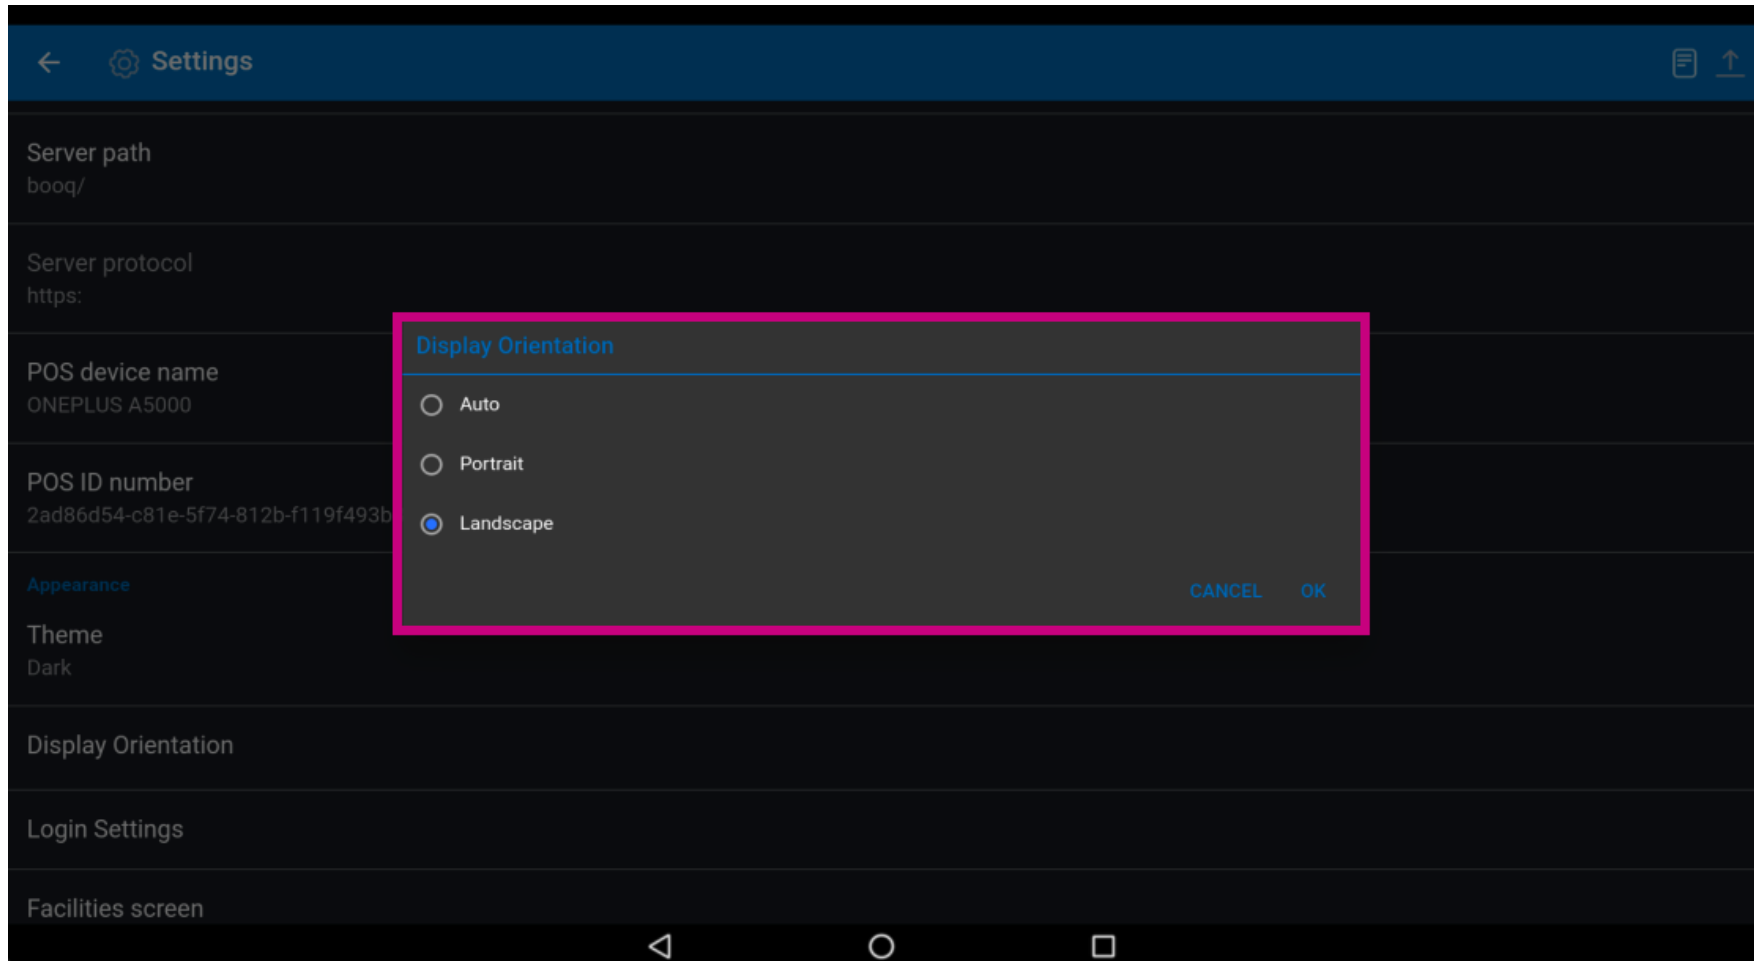 Settings
Server path
booq/
Server protocol
https:
POS device name
ONEPLUS A5000
POS ID number
2ad86d54-c81e-5f74-812b-f119f493b
Appearance
Theme
Dark
Display Orientation
Login Settings
Facilities screen
Display Orientation
Auto
Portrait
Landscape
CANCEL OK